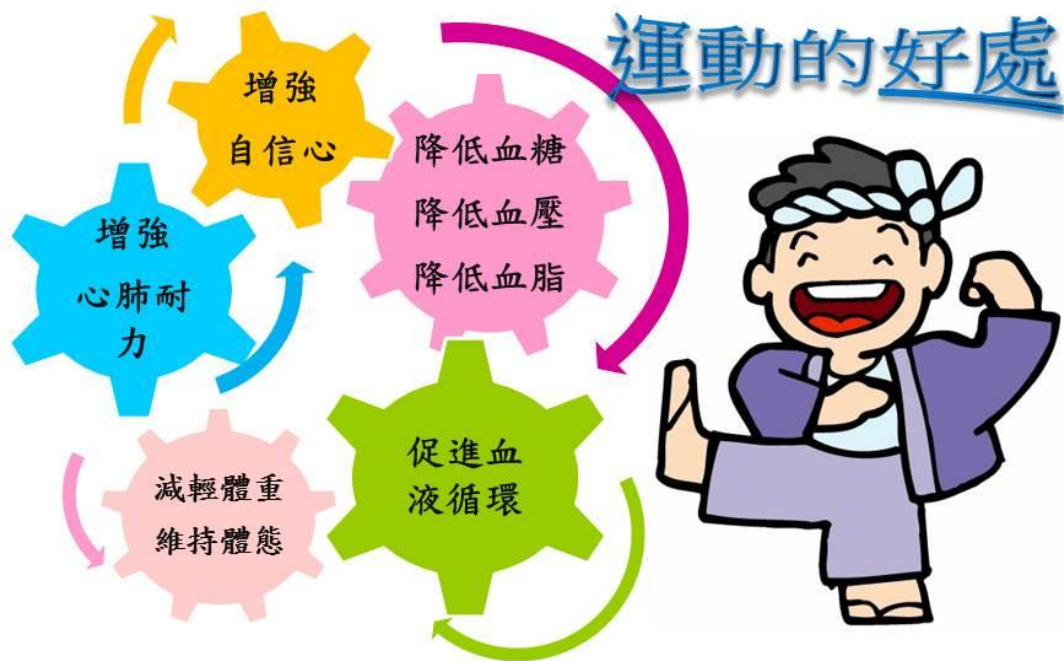 運動的好處
增強
自信心
降低血糖
降低血壓
降低血脂
增強
心肺耐
力
促進血
液循環
減輕體重
維持體態